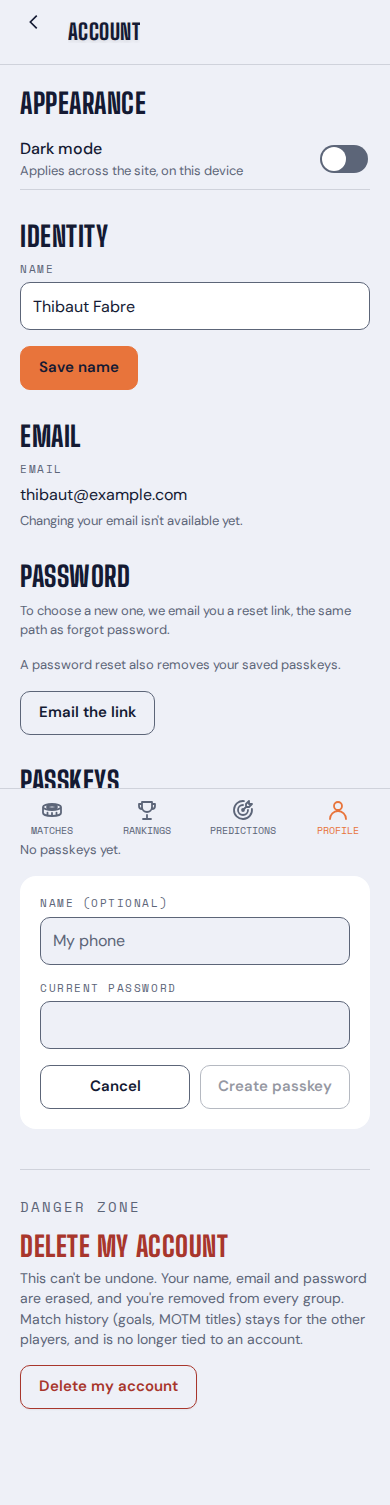 ACCOUNT
APPEARANCE
Dark mode
Applies across the site, on this device
IDENTITY
NAME
Thibaut Fabre
Save name
EMAIL
EMAIL
thibaut@example.com
Changing your email isn't available yet.
PASSWORD
To choose a new one, we email you a reset link, the same
path as forgot password.
A password reset also removes your saved passkeys.
Email the link
PASSKEYS
MATCHES RANKINGS PREDICTIONS PROFILE
No passkeys yet.
NAME (OPTIONAL)
My phone
CURRENT PASSWORD
Cancel Create passkey
DANGER ZONE
DELETE MY ACCOUNT
This can't be undone. Your name, email and password
are erased, and you're removed from every group.
Match history (goals, MOTM titles) stays for the other
players, and is no longer tied to an account.
Delete my account